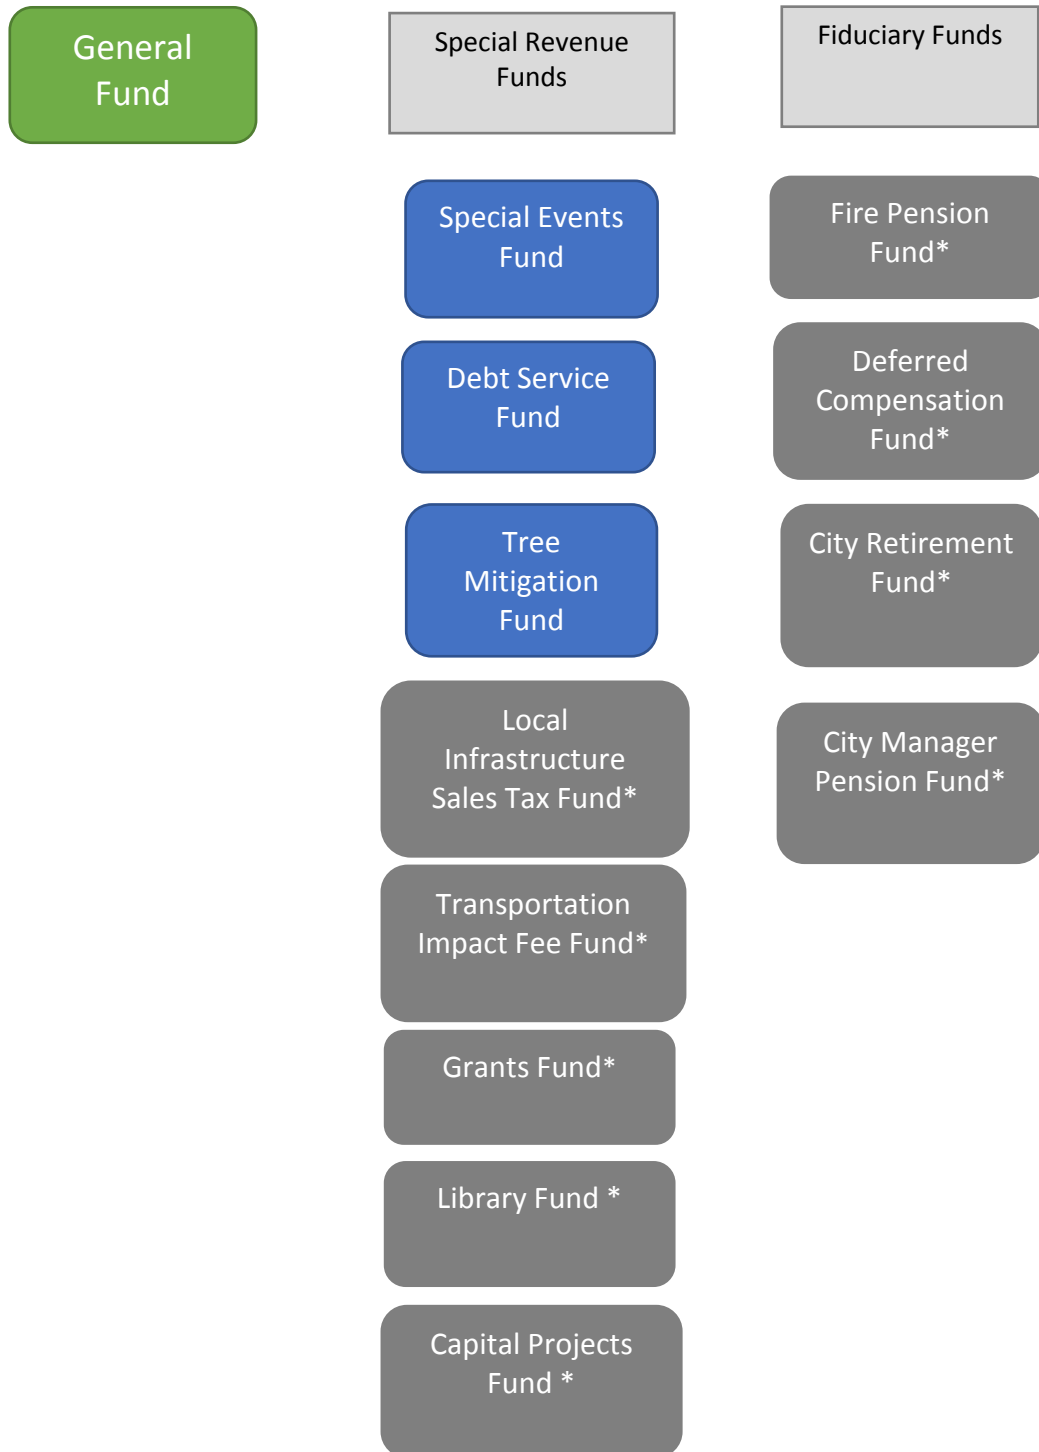 General
Fund
Special Revenue
Funds
Fiduciary Funds
Special Events
Fund
Debt Service
Fund
Tree
Mitigation
Fund
Local
Infrastructure
Sales Tax Fund*
Transportation
Impact Fee Fund*
Grants Fund*
Library Fund *
Capital Projects
Fund *
Fire Pension
Fund*
Deferred
Compensation
Fund*
City Retirement
Fund*
City Manager
Pension Fund*